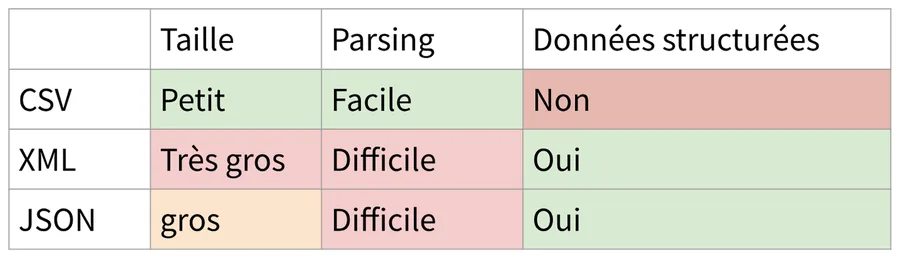 Taille Parsing Données structurées
CSV Petit Facile Non
XML Très gros Difficile Oui
JSON gros Difficile Oui